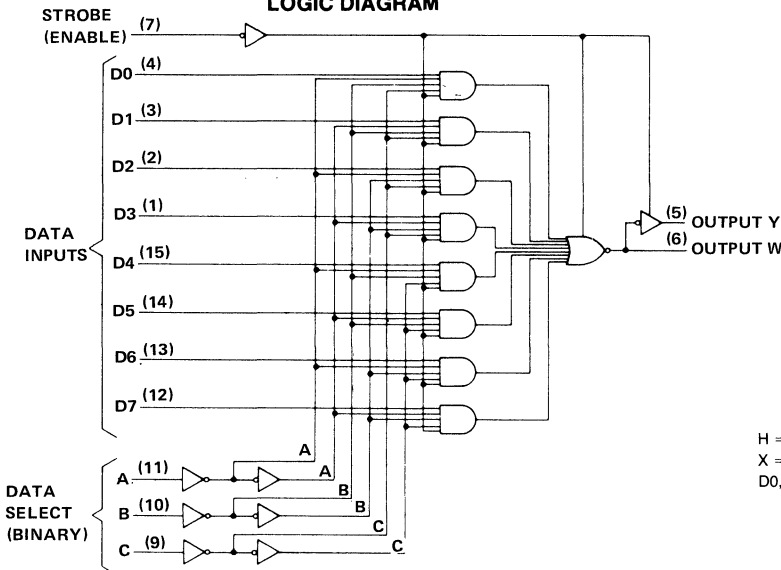 LOGIC DIAGRAM
STROBE (7)
(ENABLE)
D0 (4)
D1 (3)
D2 (2)
D3 (1)
DATA
INPUTS
D4 (15)
D5 (14)
D6 (13)
D7 (12)
(5) OUTPUT Y
(6) OUTPUT W
H =
X =
D0,
DATA
SELECT
(BINARY)
A (11)
B (10)
C (9)
A
A
B
B
C
C